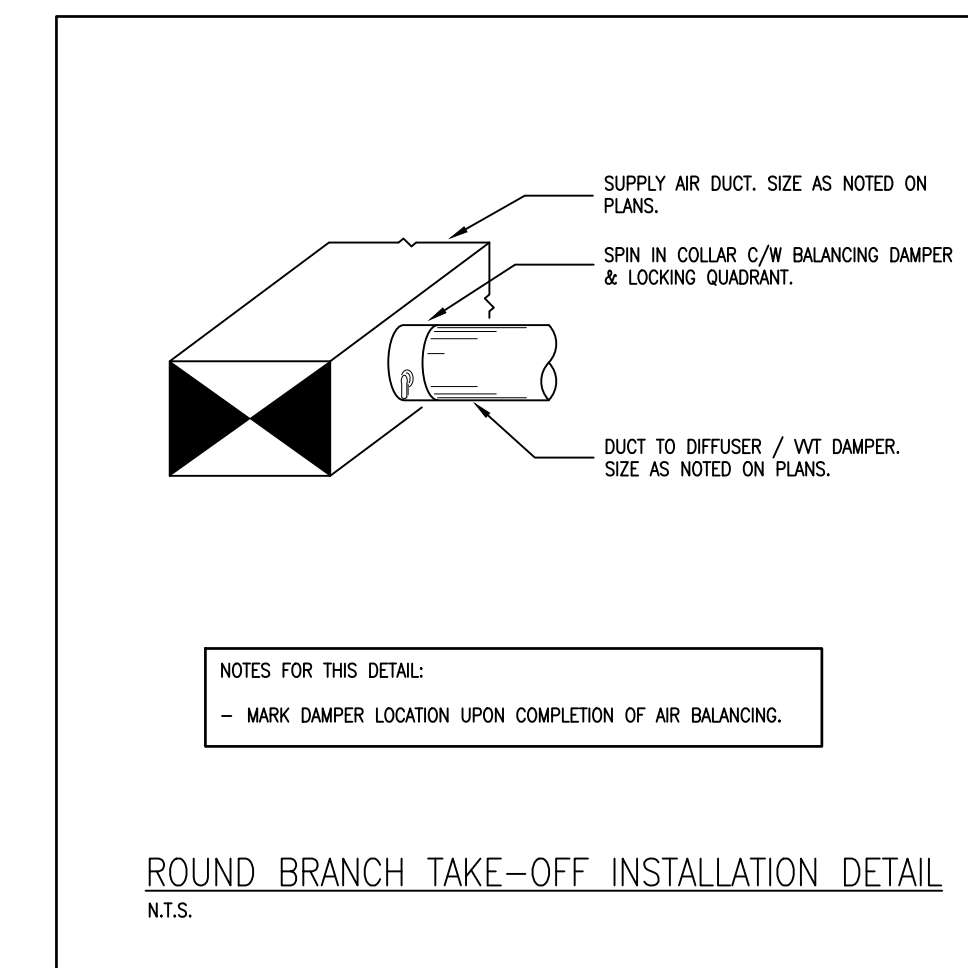 SUPPLY AIR DUCT. SIZE AS NOTED ON
PLANS.
SPIN IN COLLAR C/W BALANCING DAMPER
& LOCKING QUADRANT.
DUCT TO DIFFUSER / VVT DAMPER.
SIZE AS NOTED ON PLANS.
NOTES FOR THIS DETAIL:
- MARK DAMPER LOCATION UPON COMPLETION OF AIR BALANCING.
ROUND BRANCH TAKE-OFF INSTALLATION DETAIL
N.T.S.